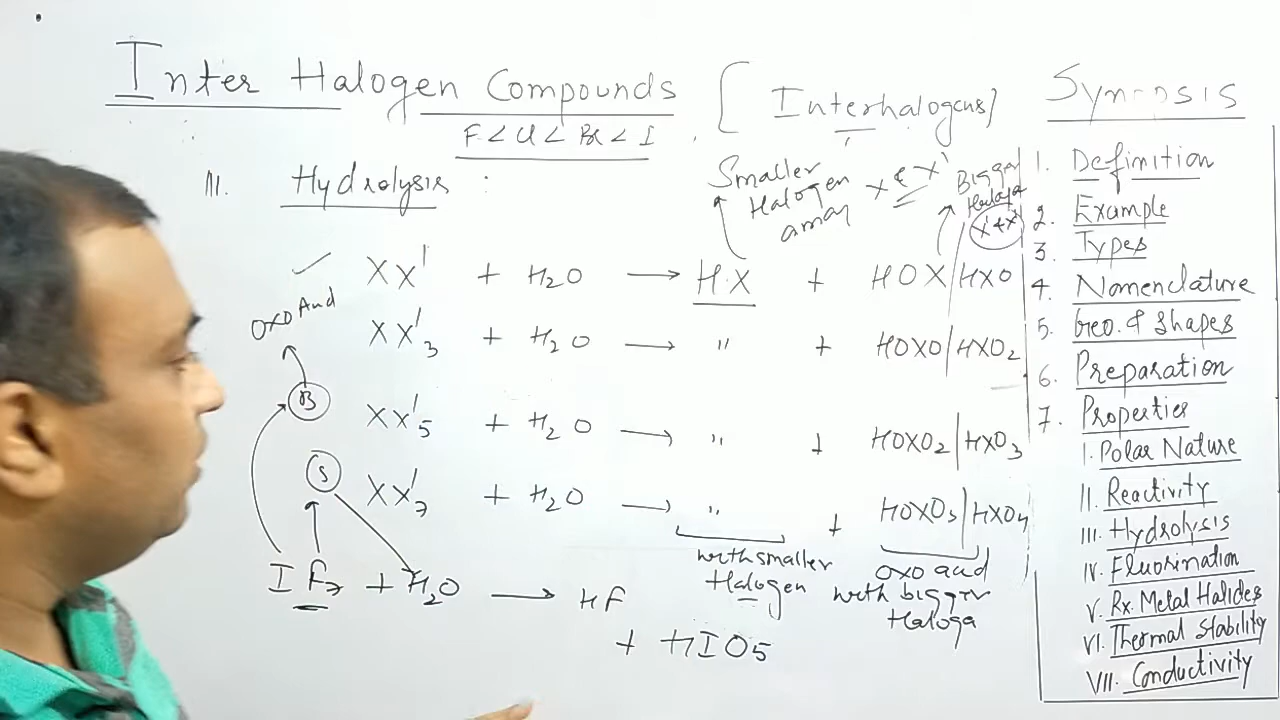 Inter Halogen Compounds [ Interhalogens]
F < Cl < Br < I
III. Hydrolysis :
Smaller Halogen among X & X'
Bigger Halogen X & X'
XX' + H2O → H.X + HOX | HXO
XX'3 + H2O → " + HOXO | HXO2
XX'5 + H2O → " + HOXO2 | HXO3
XX'7 + H2O → " + HOXO3 | HXO4
with smaller Halogen
oxo acid with bigger Haloga
oxo And
B
S
IF7 + H2O → HF
+ HIO5
Synopsis
1. Definition
2. Example
3. Types
4. Nomenclature
5. Geo. & Shapes
6. Preparation
7. Properties
I. Polar Nature
II. Reactivity
III. Hydrolysis
IV. Fluorination
V. Rx. Metal Halides
VI. Thermal Stability
VII. Conductivity